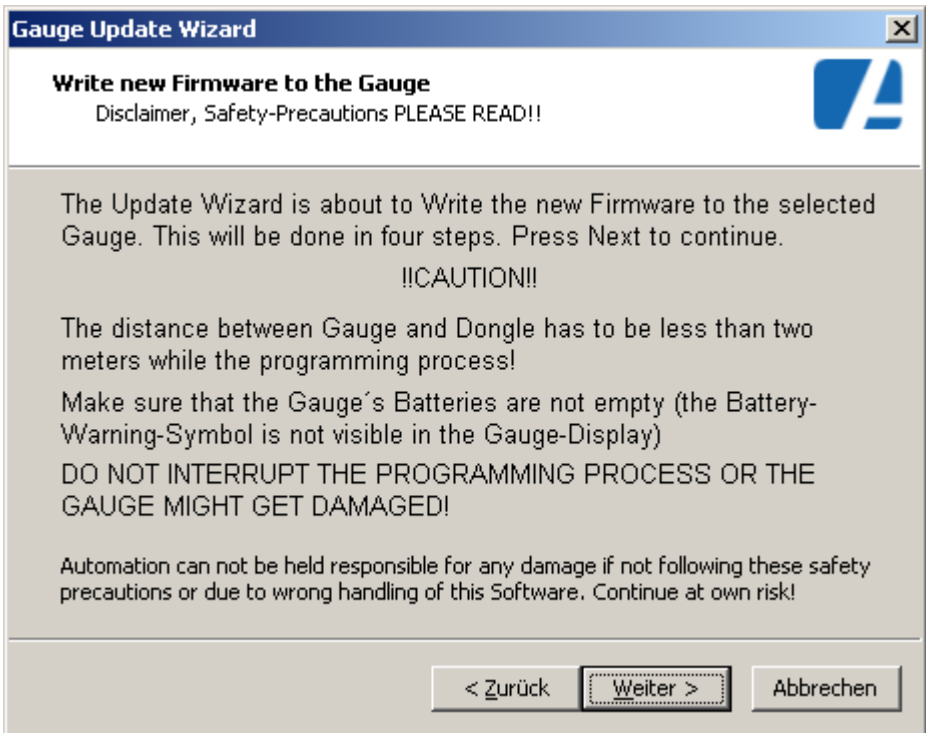 Gauge Update Wizard
Write new Firmware to the Gauge
Disclaimer, Safety-Precautions PLEASE READ!!
The Update Wizard is about to Write the new Firmware to the selected
Gauge. This will be done in four steps. Press Next to continue.
!!CAUTION!!
The distance between Gauge and Dongle has to be less than two
meters while the programming process!
Make sure that the Gauge´s Batteries are not empty (the Battery-
Warning-Symbol is not visible in the Gauge-Display)
DO NOT INTERRUPT THE PROGRAMMING PROCESS OR THE
GAUGE MIGHT GET DAMAGED!
Automation can not be held responsible for any damage if not following these safety
precautions or due to wrong handling of this Software. Continue at own risk!
< Zurück Weiter > Abbrechen